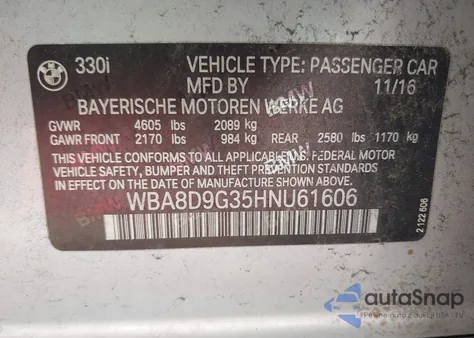 BMW 330i VEHICLE TYPE: PASSENGER CAR
MFD BY 11/16
BAYERISCHE MOTOREN WERKE AG
GVWR 4605 lbs 2089 kg
GAWR FRONT 2170 lbs 984 kg REAR 2580 lbs 1170 kg
THIS VEHICLE CONFORMS TO ALL APPLICABLE U.S. FEDERAL MOTOR
VEHICLE SAFETY, BUMPER AND THEFT PREVENTION STANDARDS
IN EFFECT ON THE DATE OF MANUFACTURE SHOWN ABOVE.
WBA8D9G35HNU61606
2 122 606
autoSnap